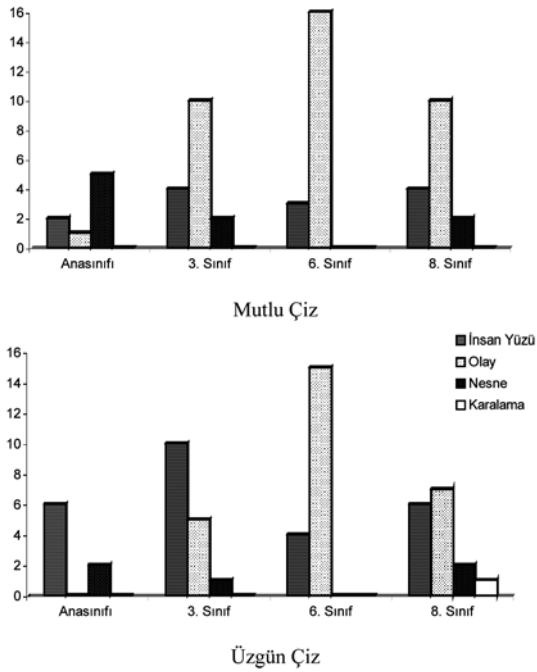 16
14
12
10
8
6
4
2
0
Anasınıfı 3. Sınıf 6. Sınıf 8. Sınıf
Mutlu Çiz
İnsan Yüzü
Olay
Nesne
Karalama
16
14
12
10
8
6
4
2
0
Anasınıfı 3. Sınıf 6. Sınıf 8. Sınıf
Üzgün Çiz